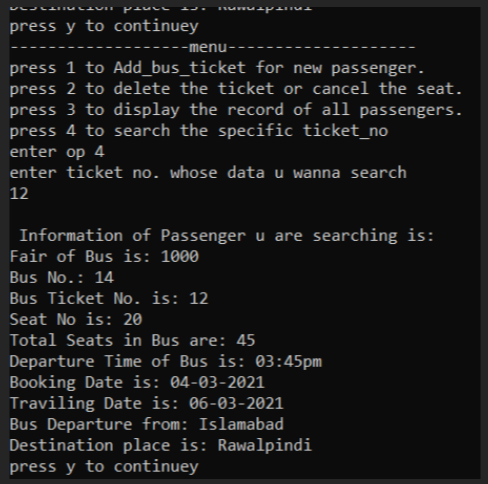 Destination place is: Rawalpindi
press y to continuey
-------------------menu--------------------
press 1 to Add_bus_ticket for new passenger.
press 2 to delete the ticket or cancel the seat.
press 3 to display the record of all passengers.
press 4 to search the specific ticket_no
enter op 4
enter ticket no. whose data u wanna search
12
Information of Passenger u are searching is:
Fair of Bus is: 1000
Bus No.: 14
Bus Ticket No. is: 12
Seat No is: 20
Total Seats in Bus are: 45
Departure Time of Bus is: 03:45pm
Booking Date is: 04-03-2021
Traviling Date is: 06-03-2021
Bus Departure from: Islamabad
Destination place is: Rawalpindi
press y to continuey